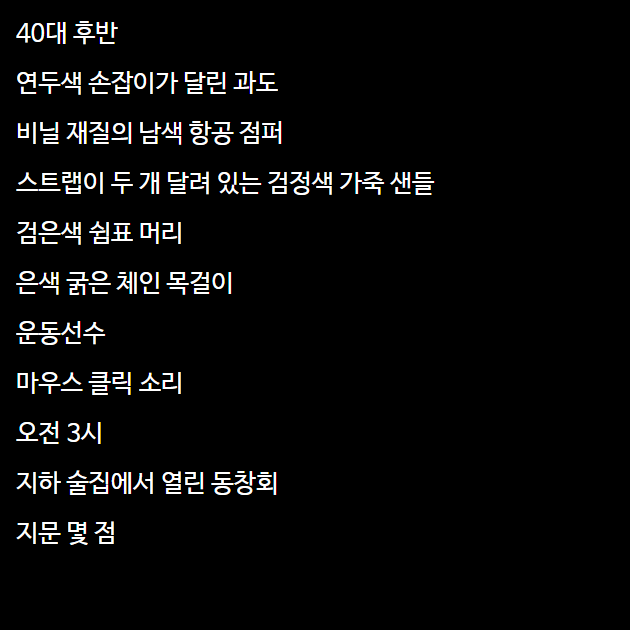 40대 후반
연두색 손잡이가 달린 과도
비닐 재질의 남색 항공 점퍼
스트랩이 두 개 달려 있는 검정색 가죽 샌들
검은색 쉼표 머리
은색 굵은 체인 목걸이
운동선수
마우스 클릭 소리
오전 3시
지하 술집에서 열린 동창회
지문 몇 점